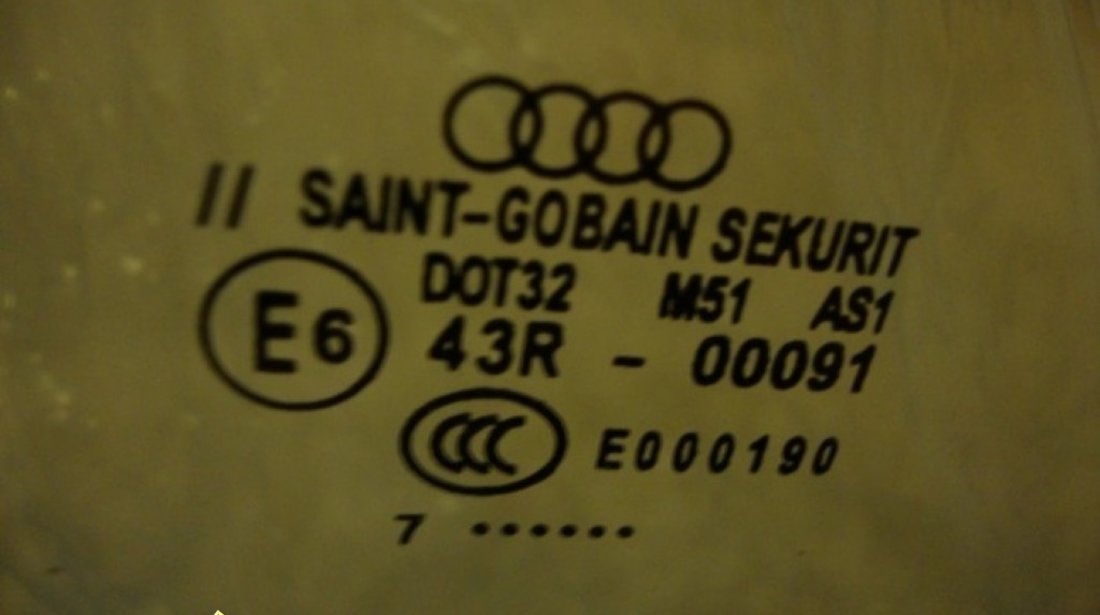 // SAINT-GOBAIN SEKURIT
DOT32 M51 AS1
E6 43R - 00091
CCC E000190
7 ••••••